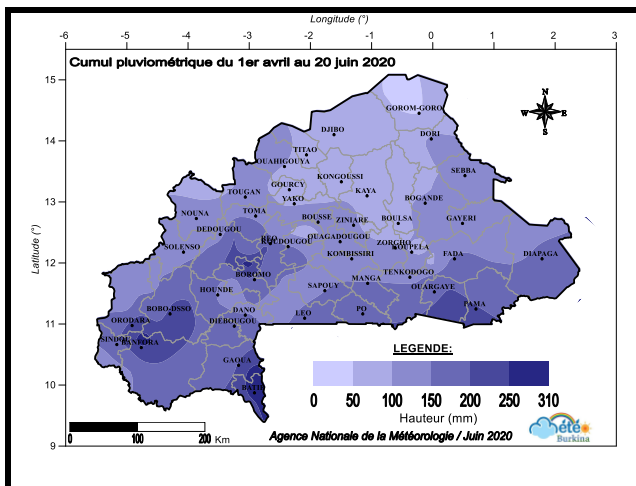 Longitude (°)
-6 -5 -4 -3 -2 -1 0 1 2 3
Cumul pluviométrique du 1er avril au 20 juin 2020
15
14
13
12
11
10
9
Latitude (°)
N
W E
S
GOROM-GORO
DJIBO
DORI
TITAO
OUAHIGOUYA
SEBBA
KONGOUSSI
GOURCY
KAYA
TOUGAN
YAKO
BOGANDE
TOMA
NOUNA
BOUSSE
ZINIARE
BOULSA
GAYERI
DEDOUGOU
OUAGADOUGOU
ZORGHO
KOUPELA
SOLENSO
KOMBISSIRI
FADA
DIAPAGA
BOROMO
TENKODOGO
MANGA
HOUNDE
SAPOUY
OUARGAYE
PAMA
BOBO-DSSO
DANO
LEO
PO
ORODARA
DIEBOUGOU
SINDOU
BANFORA
GAOUA
BATIE
LEGENDE:
0 50 100 150 200 250 310
Hauteur (mm)
0 100 200 Km
Agence Nationale de la Météorologie / Juin 2020
été
Burkina